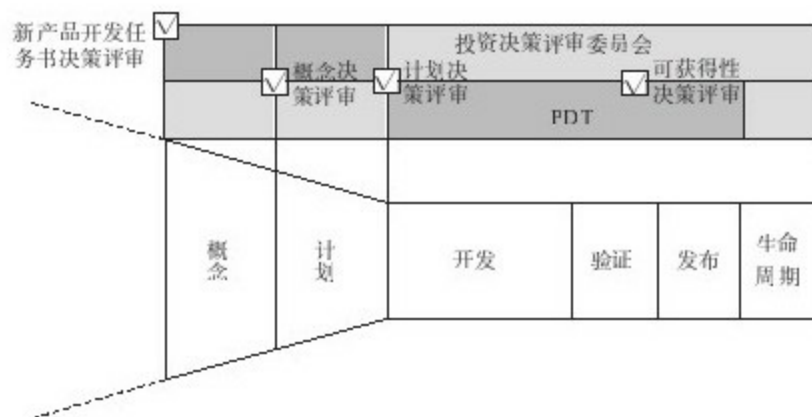 新产品开发任
务书决策评审
投资决策评审委员会
概念决
策评审
计划决
策评审
可获得性
决策评审
PDT
概念
计划
开发
验证
发布
生命
周期